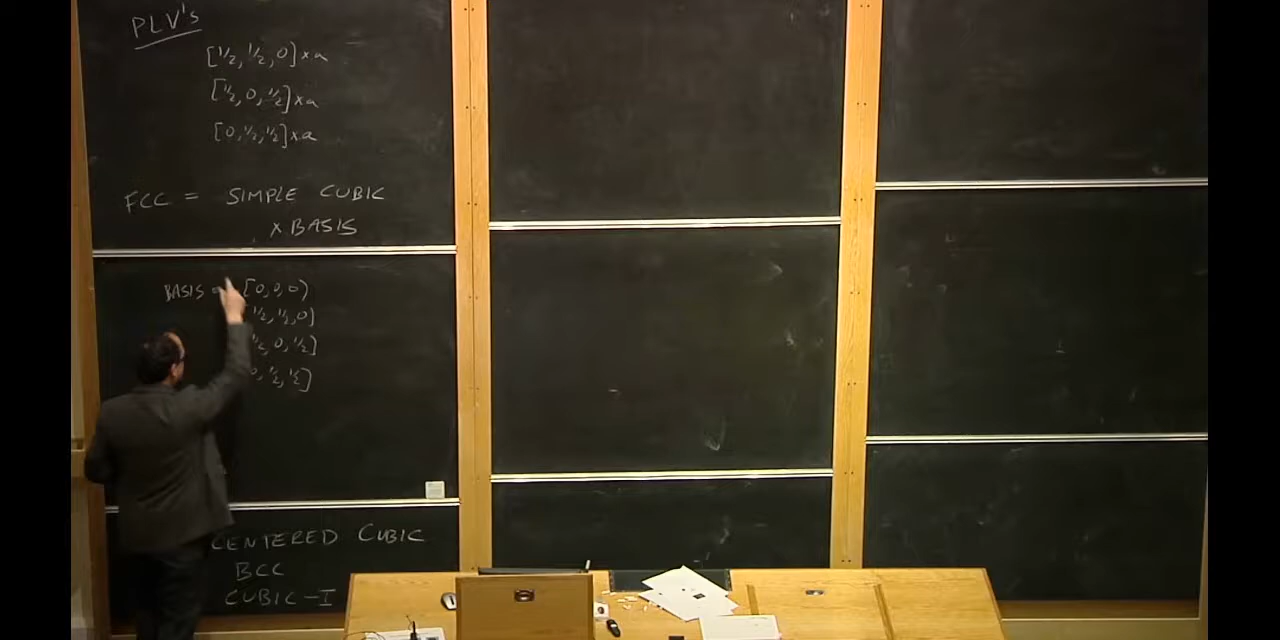 PLV's
[1/2, 1/2, 0] x a
[1/2, 0, 1/2] x a
[0, 1/2, 1/2] x a
FCC = SIMPLE CUBIC
x BASIS
BASIS [0, 0, 0)
1/2, 1/2, 0]
1/2, 0, 1/2]
0, 1/2, 1/2]
CENTERED CUBIC
BCC
CUBIC-I